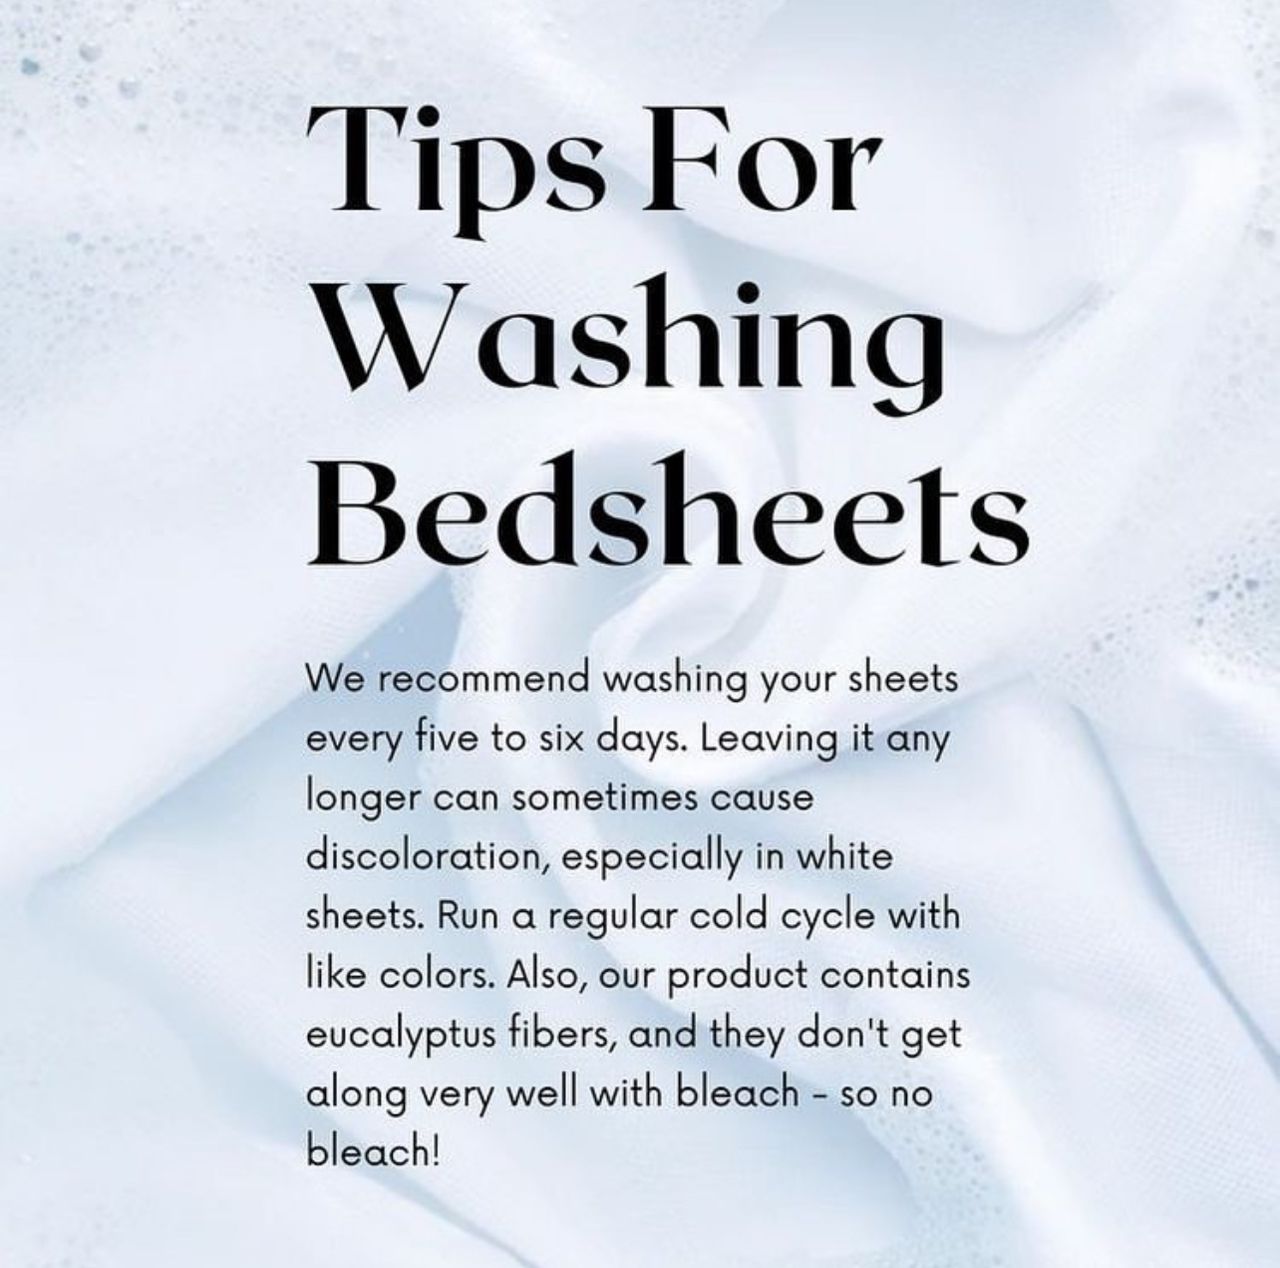 Tips For
Washing
Bedsheets
We recommend washing your sheets
every five to six days. Leaving it any
longer can sometimes cause
discoloration, especially in white
sheets. Run a regular cold cycle with
like colors. Also, our product contains
eucalyptus fibers, and they don't get
along very well with bleach - so no
bleach!